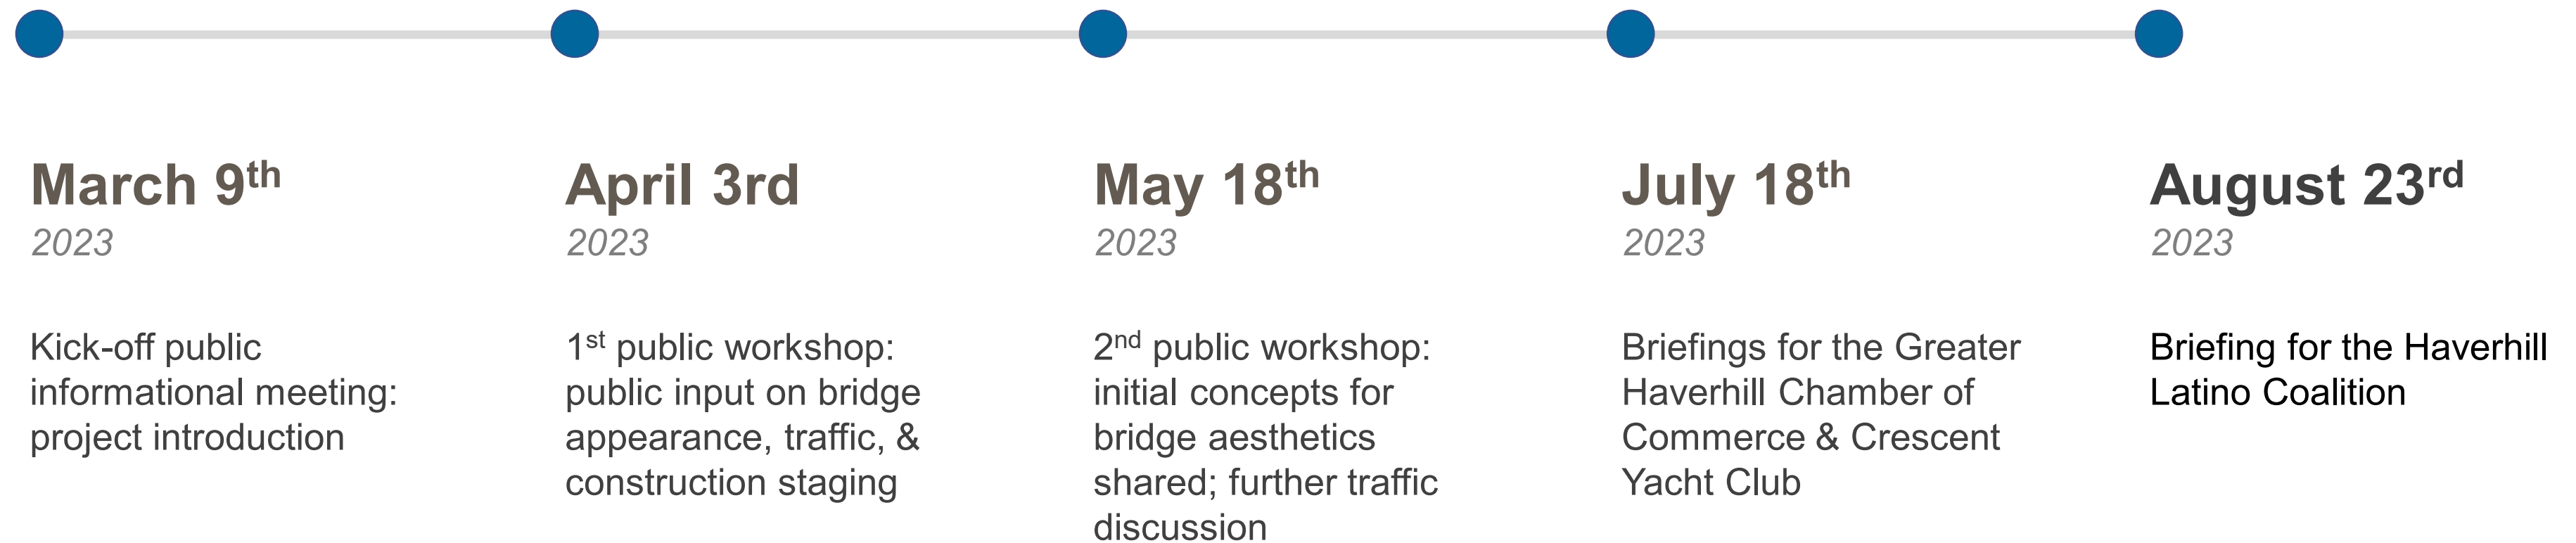 March 9th
2023
Kick-off public
informational meeting:
project introduction
April 3rd
2023
1st public workshop:
public input on bridge
appearance, traffic, &
construction staging
May 18th
2023
2nd public workshop:
initial concepts for
bridge aesthetics
shared; further traffic
discussion
July 18th
2023
Briefings for the Greater
Haverhill Chamber of
Commerce & Crescent
Yacht Club
August 23rd
2023
Briefing for the Haverhill
Latino Coalition